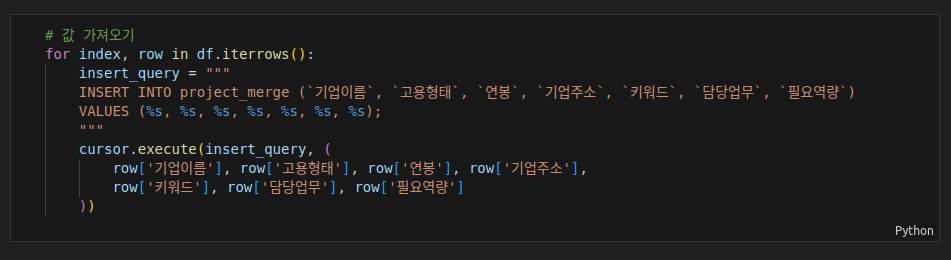 # 값 가져오기
for index, row in df.iterrows():
    insert_query = """
    INSERT INTO project_merge (`기업이름`, `고용형태`, `연봉`, `기업주소`, `키워드`, `담당업무`, `필요역량`)
    VALUES (%s, %s, %s, %s, %s, %s, %s);
    """
    cursor.execute(insert_query, (
        row['기업이름'], row['고용형태'], row['연봉'], row['기업주소'],
        row['키워드'], row['담당업무'], row['필요역량']
    ))
Python